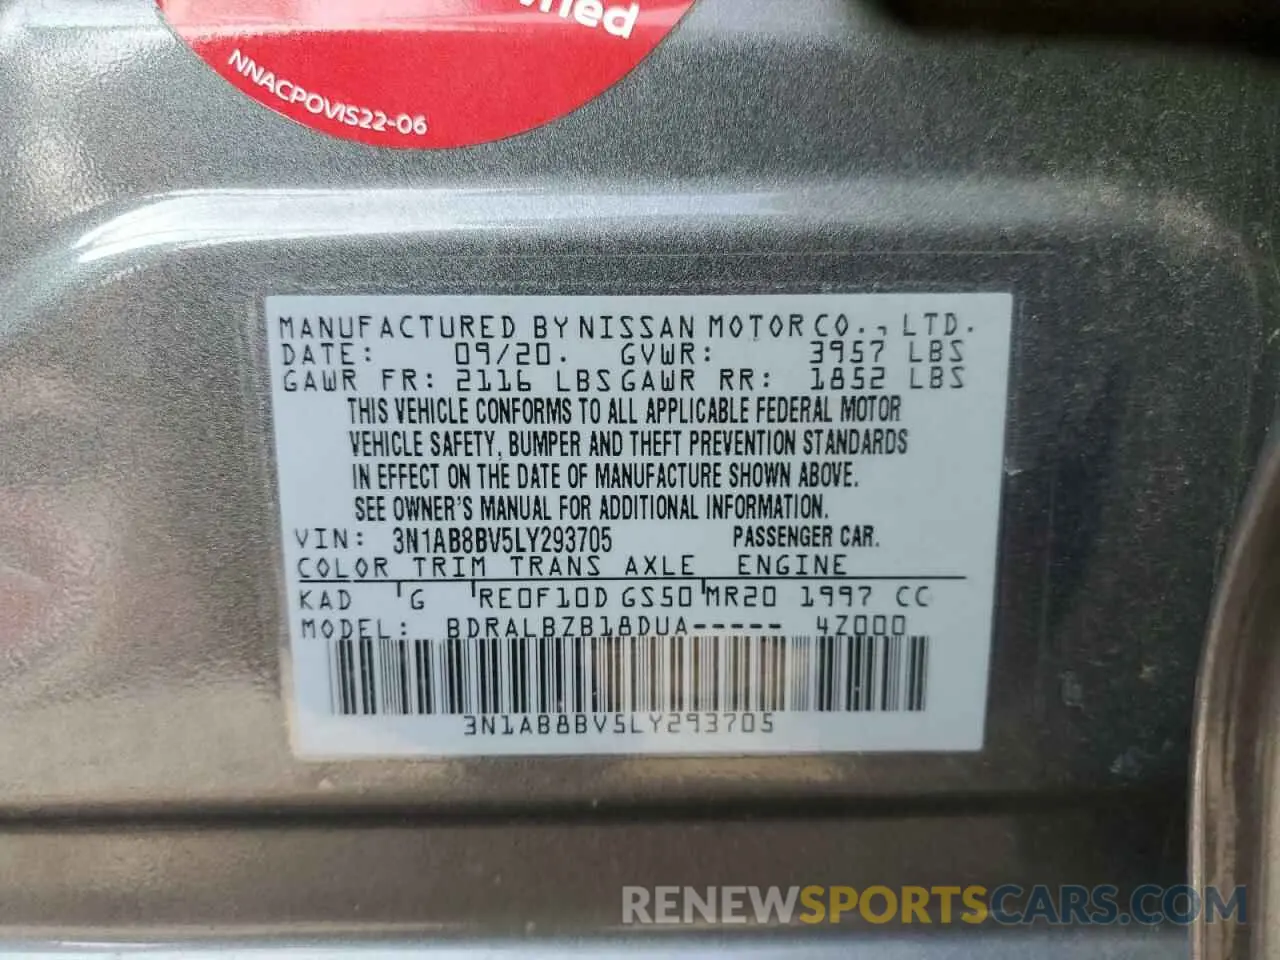 NNACPOVIS22-06
MANUFACTURED BY NISSAN MOTOR CO., LTD.
DATE: 09/20. GVWR: 3957 LBS
GAWR FR: 2116 LBS GAWR RR: 1852 LBS
THIS VEHICLE CONFORMS TO ALL APPLICABLE FEDERAL MOTOR
VEHICLE SAFETY, BUMPER AND THEFT PREVENTION STANDARDS
IN EFFECT ON THE DATE OF MANUFACTURE SHOWN ABOVE.
SEE OWNER'S MANUAL FOR ADDITIONAL INFORMATION.
VIN: 3N1AB8BV5LY293705 PASSENGER CAR.
COLOR TRIM TRANS AXLE ENGINE
KAD G RE0F10D GS50 MR20 1997 CC
MODEL: BDRALBZB18DUA----- 4Z000
3N1AB8BV5LY293705
RENEWSPORTSCARS.COM